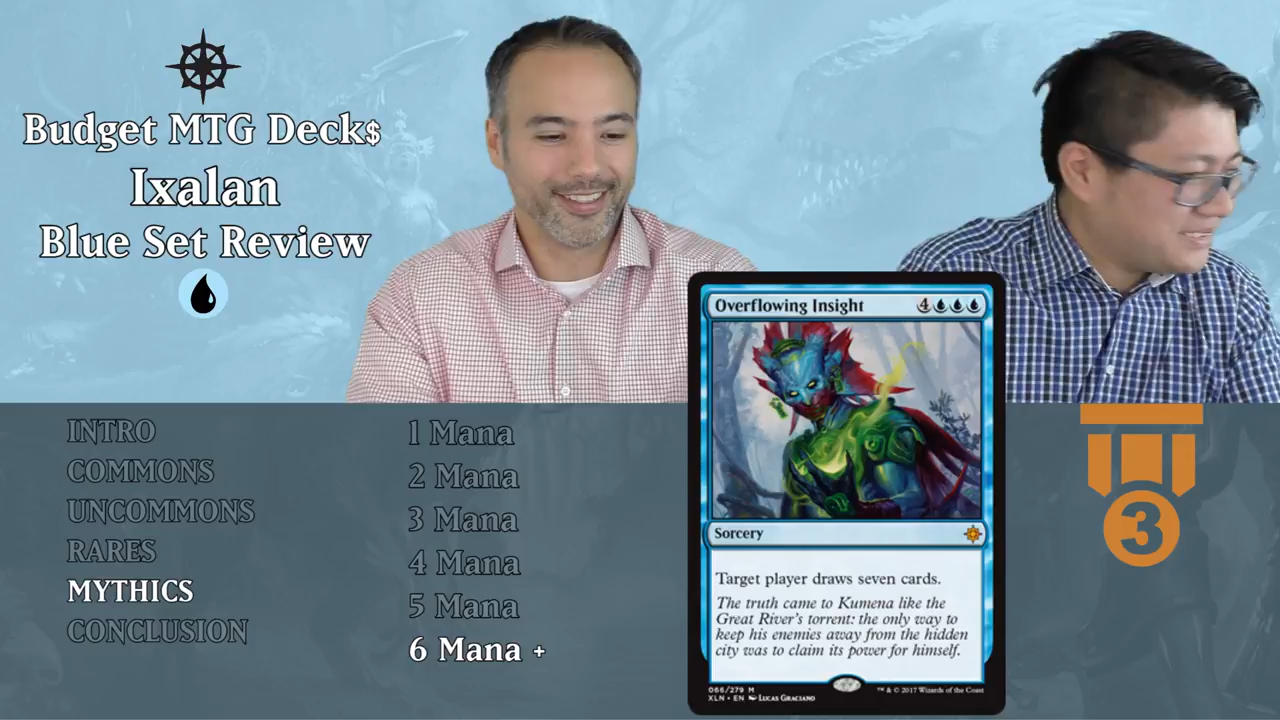 Budget MTG Deck$
Ixalan
Blue Set Review
INTRO
COMMONS
UNCOMMONS
RARES
MYTHICS
CONCLUSION
1 Mana
2 Mana
3 Mana
4 Mana
5 Mana
6 Mana +
Overflowing Insight 4
Sorcery
Target player draws seven cards.
The truth came to Kumena like the
Great River's torrent: the only way to
keep his enemies away from the hidden
city was to claim its power for himself.
066/279 M
XLN • EN Lucas Graciano
™ & © 2017 Wizards of the Coast
3